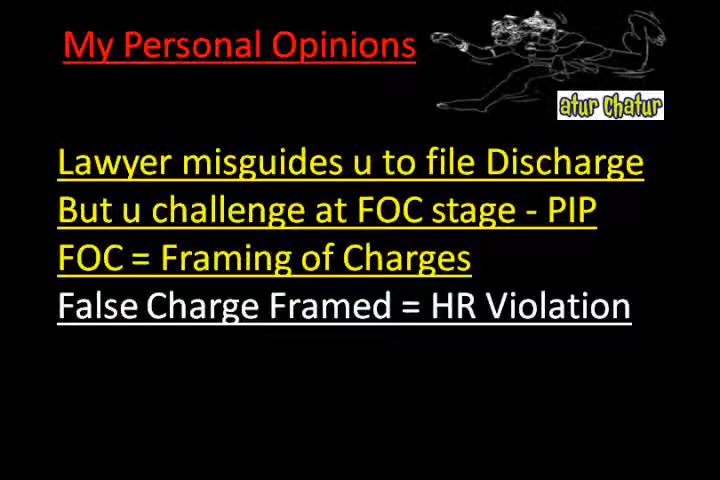 My Personal Opinions
atur chatur
Lawyer misguides u to file Discharge
But u challenge at FOC stage - PIP
FOC = Framing of Charges
False Charge Framed = HR Violation